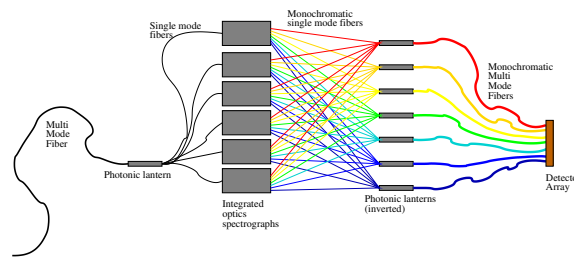 Single mode
fibers
Monochromatic
single mode fibers
Monochromatic
Multi
Mode
Fibers
Multi
Mode
Fiber
Photonic lantern
Integrated
optics
spectrographs
Photonic lanterns
(inverted)
Array